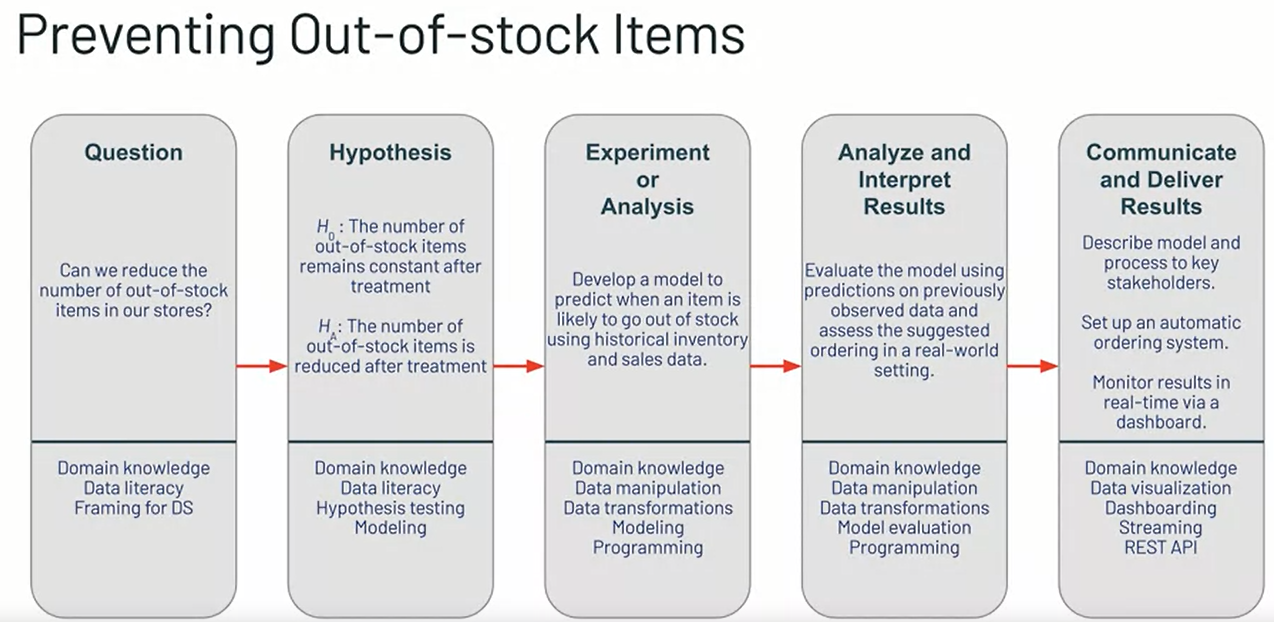 Preventing Out-of-stock Items
Question
Can we reduce the
number of out-of-stock
items in our stores?
Domain knowledge
Data literacy
Framing for DS
Hypothesis
H0 : The number of
out-of-stock items
remains constant after
treatment
HA : The number of
out-of-stock items is
reduced after treatment
Domain knowledge
Data literacy
Hypothesis testing
Modeling
Experiment
or
Analysis
Develop a model to
predict when an item is
likely to go out of stock
using historical inventory
and sales data.
Domain knowledge
Data manipulation
Data transformations
Modeling
Programming
Analyze and
Interpret
Results
Evaluate the model using
predictions on previously
observed data and
assess the suggested
ordering in a real-world
setting.
Domain knowledge
Data manipulation
Data transformations
Model evaluation
Programming
Communicate
and Deliver
Results
Describe model and
process to key
stakeholders.
Set up an automatic
ordering system.
Monitor results in
real-time via a
dashboard.
Domain knowledge
Data visualization
Dashboarding
Streaming
REST API